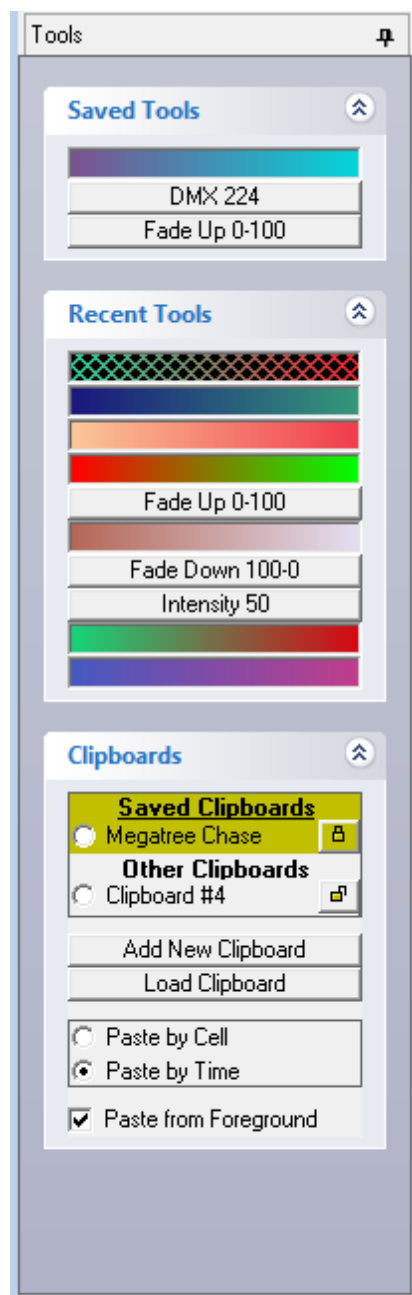 Tools
Saved Tools
DMX 224
Fade Up 0-100
Recent Tools
Fade Up 0-100
Fade Down 100-0
Intensity 50
Clipboards
Saved Clipboards
Megatree Chase
Other Clipboards
Clipboard #4
Add New Clipboard
Load Clipboard
Paste by Cell
Paste by Time
Paste from Foreground